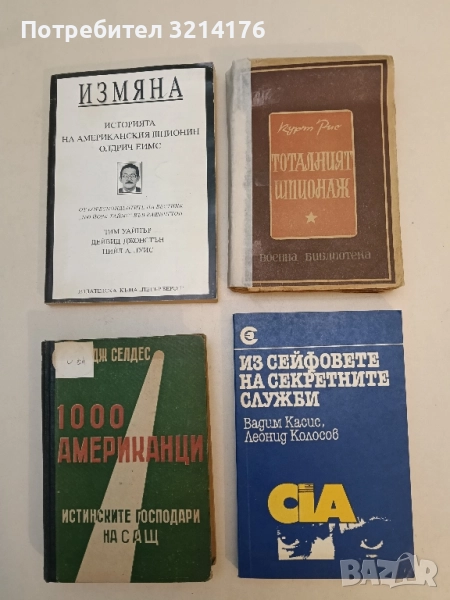 Потребител 3214176
ИЗМЯНА
ИСТОРИЯТА
НА АМЕРИКАНСКИЯ ШПИОНИН
ОЛДРИЧ ЕЙМС
ТИМ УАЙНЪР
ДЕЙВИД ДЖОНСТЪН
НИЙЛ А. ЛУИС
Курт Рис
ТОТАЛНИЯТ
ШПИОНАЖ
ВОЕННА БИБЛИОТЕКА
ДЖ СЕЛДЕС
1000
АМЕРИКАНЦИ
ИСТИНСКИТЕ ГОСПОДАРИ
НА САЩ
ИЗ СЕЙФОВЕТЕ
НА СЕКРЕТНИТЕ
СЛУЖБИ
Вадим Касис,
Леонид Колосов
CIA
BAZAR
bg